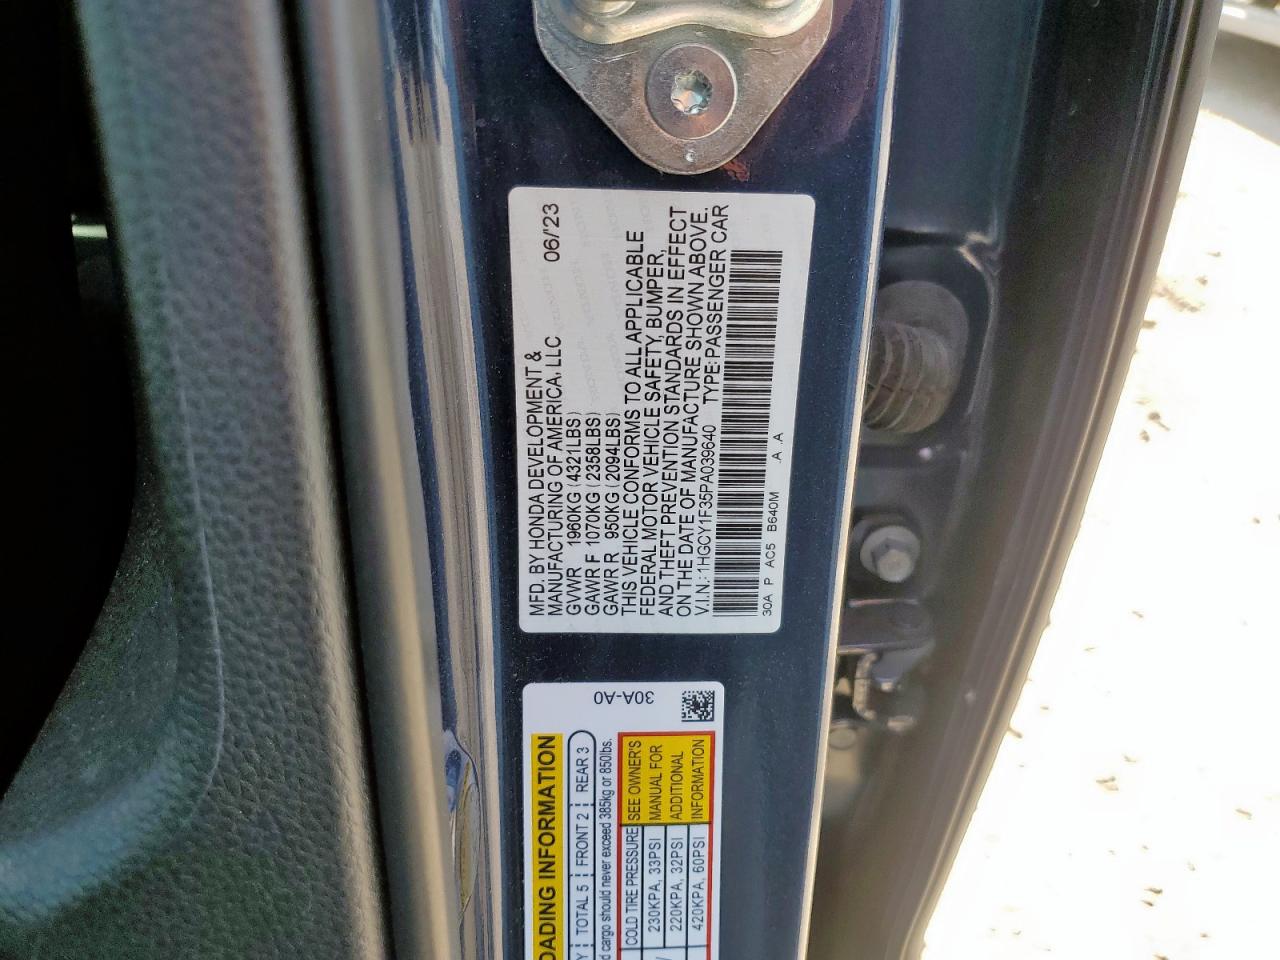 MFD. BY HONDA DEVELOPMENT &
MANUFACTURING OF AMERICA, LLC 06/'23
GVWR 1960KG (4321LBS)
GAWR F 1070KG (2358LBS)
GAWR R 950KG (2094LBS)
THIS VEHICLE CONFORMS TO ALL APPLICABLE
FEDERAL MOTOR VEHICLE SAFETY, BUMPER,
AND THEFT PREVENTION STANDARDS IN EFFECT
ON THE DATE OF MANUFACTURE SHOWN ABOVE.
V.I.N.: 1HGCY1F35PA039640 TYPE: PASSENGER CAR
30A P AC5 B640M .A .A
30A-A0
OADING INFORMATION
TOTAL 5 FRONT 2 REAR 3
cargo should never exceed 385kg or 850lbs.
COLD TIRE PRESSURE SEE OWNER'S
230KPA, 33PSI MANUAL FOR
220KPA, 32PSI ADDITIONAL
420KPA, 60PSI INFORMATION